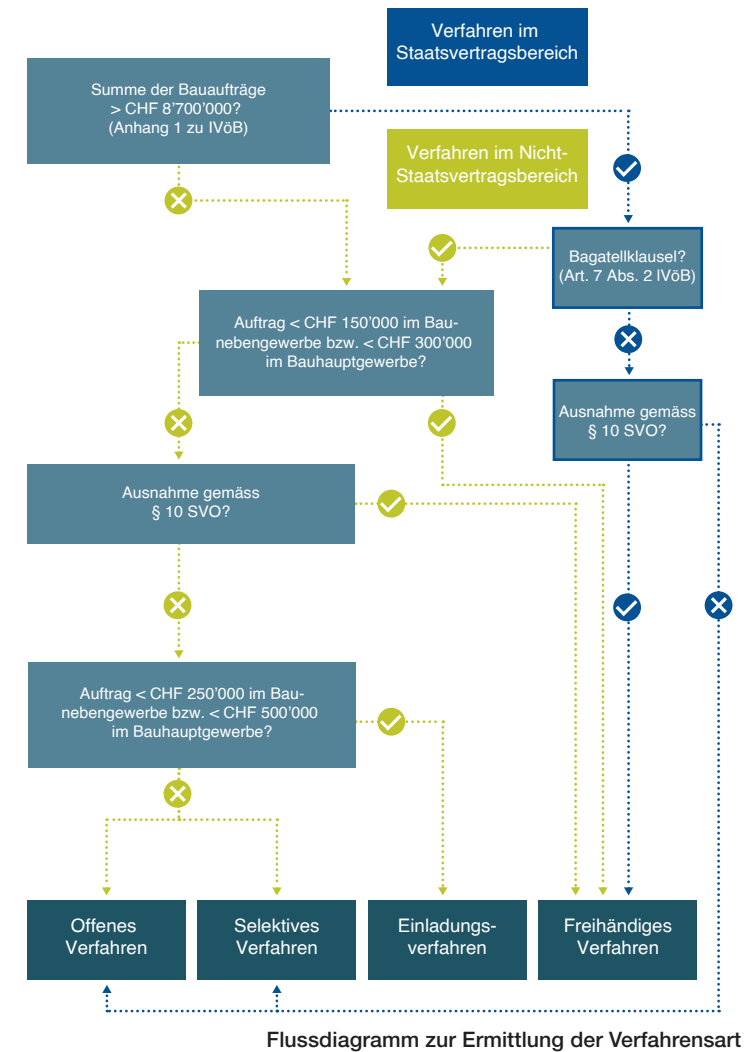 Verfahren im
Staatsvertragsbereich
Summe der Bauaufträge
> CHF 8’700’000?
(Anhang 1 zu IVöB)
Verfahren im Nicht-
Staatsvertragsbereich
Bagatellklausel?
(Art. 7 Abs. 2 IVöB)
Auftrag < CHF 150’000 im Bau-
nebengewerbe bzw. < CHF 300’000
im Bauhauptgewerbe?
Ausnahme gemäss
§ 10 SVO?
Ausnahme gemäss
§ 10 SVO?
Auftrag < CHF 250’000 im Bau-
nebengewerbe bzw. < CHF 500’000
im Bauhauptgewerbe?
Offenes
Verfahren
Selektives
Verfahren
Einladungs-
verfahren
Freihändiges
Verfahren
Flussdiagramm zur Ermittlung der Verfahrensart